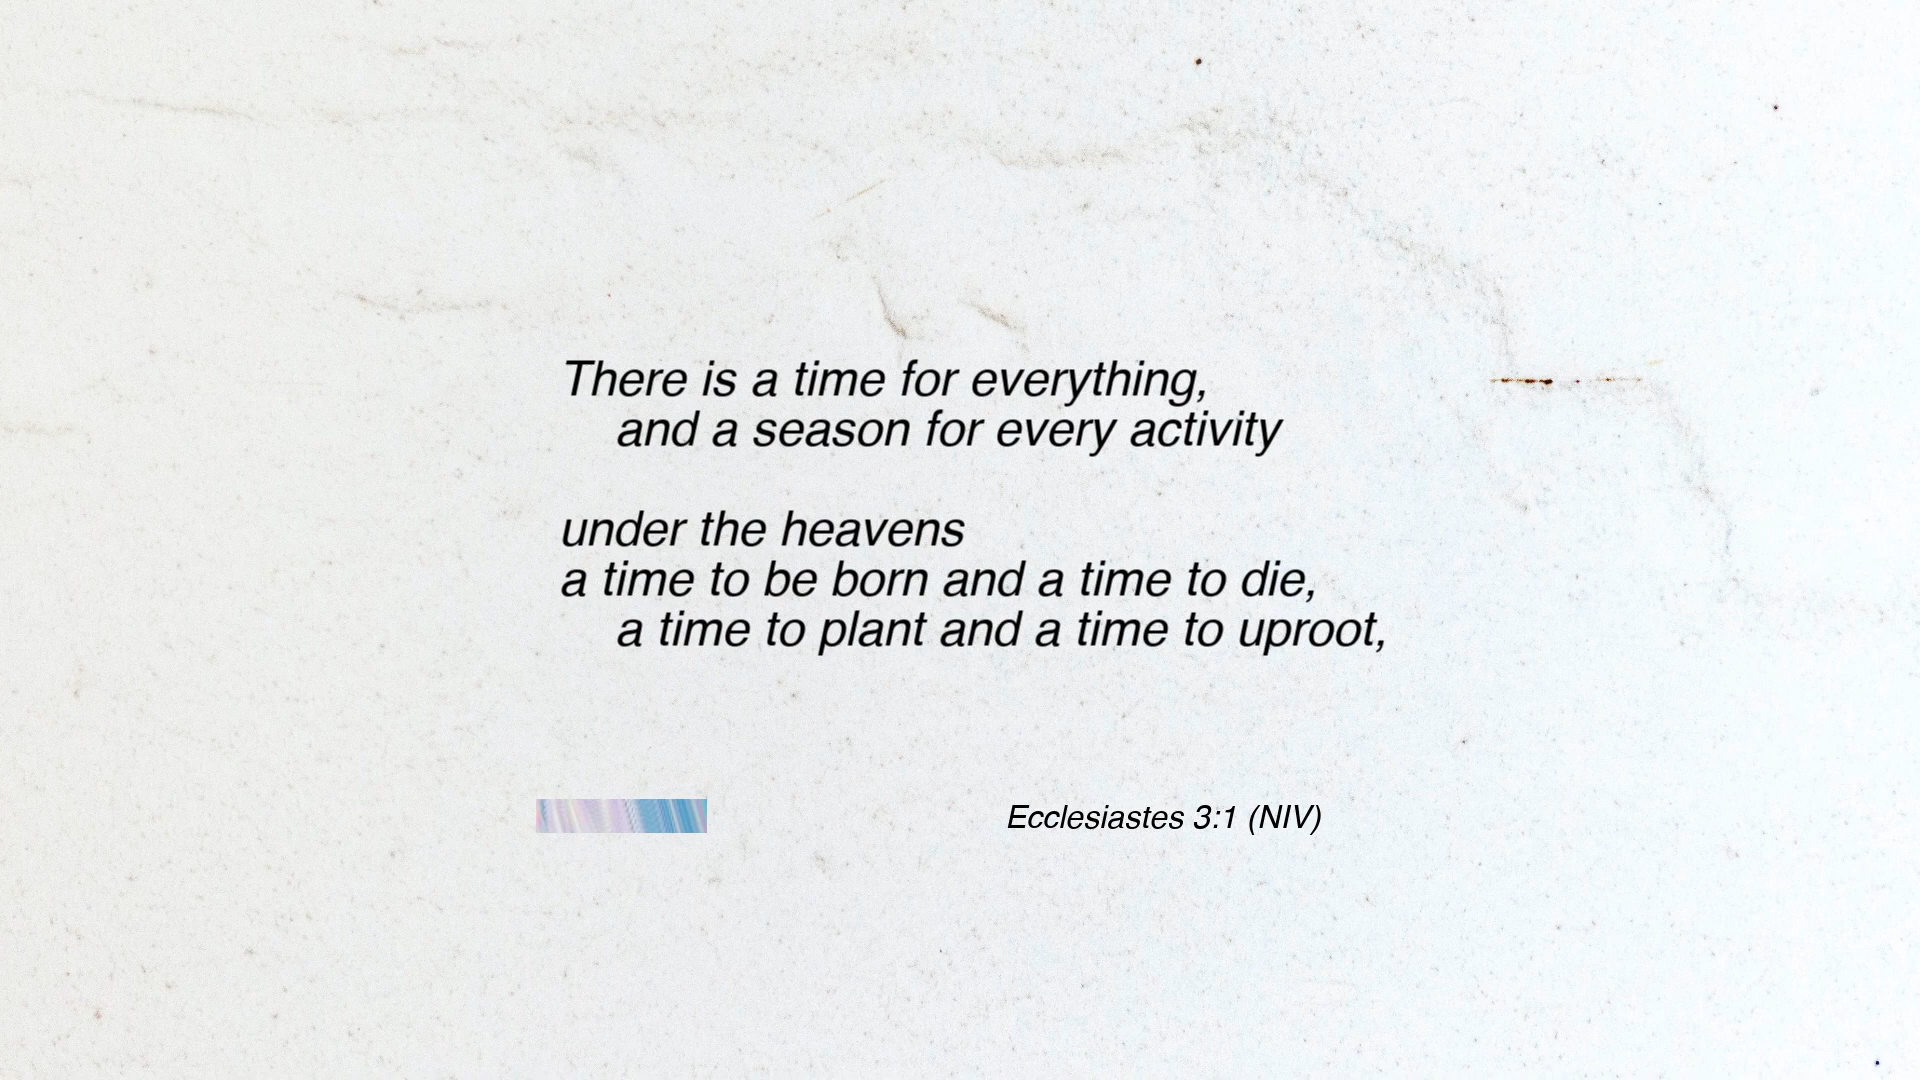 There is a time for everything,
and a season for every activity
under the heavens
a time to be born and a time to die,
a time to plant and a time to uproot,
Ecclesiastes 3:1 (NIV)